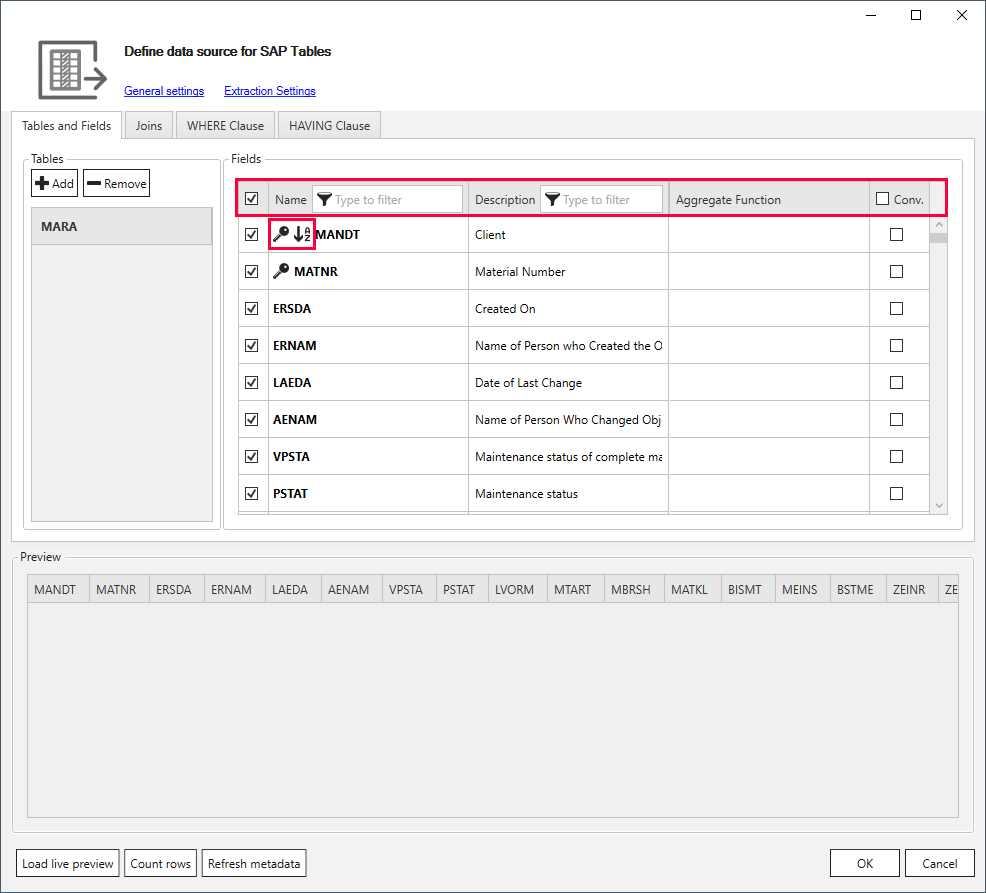 Define data source for SAP Tables
General settings Extraction Settings
Tables and Fields Joins WHERE Clause HAVING Clause
Tables Fields
Add Remove
Name Type to filter Description Type to filter Aggregate Function Conv.
MARA
MANDT Client
MATNR Material Number
ERSDA Created On
ERNAM Name of Person who Created the O
LAEDA Date of Last Change
AENAM Name of Person Who Changed Obj
VPSTA Maintenance status of complete ma
PSTAT Maintenance status
Preview
MANDT MATNR ERSDA ERNAM LAEDA AENAM VPSTA PSTAT LVORM MTART MBRSH MATKL BISMT MEINS BSTME ZEINR ZE
Load live preview Count rows Refresh metadata OK Cancel